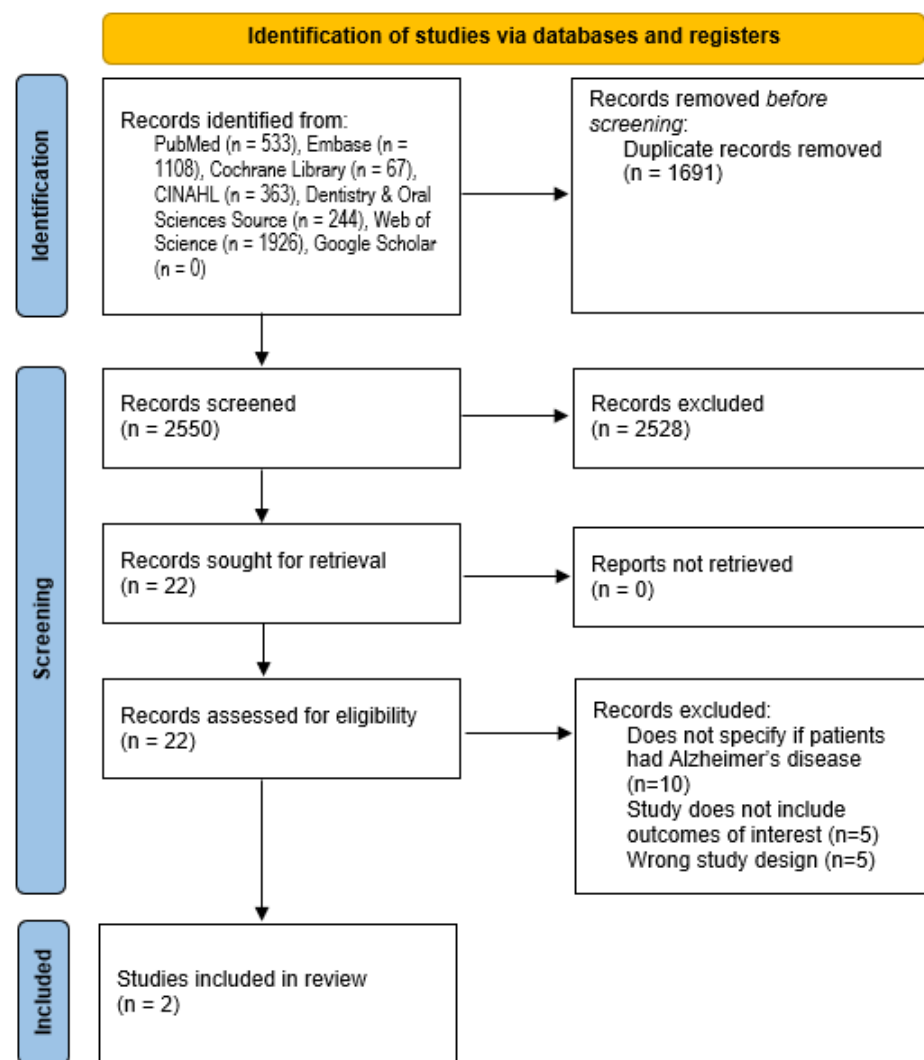 Identification of studies via databases and registers
Identification
Records identified from:
PubMed (n = 533), Embase (n =
1108), Cochrane Library (n = 67),
CINAHL (n = 363), Dentistry & Oral
Sciences Source (n = 244), Web of
Science (n = 1926), Google Scholar
(n = 0)
Records removed before
screening:
Duplicate records removed
(n = 1691)
Screening
Records screened
(n = 2550)
Records excluded
(n = 2528)
Records sought for retrieval
(n = 22)
Reports not retrieved
(n = 0)
Records assessed for eligibility
(n = 22)
Records excluded:
Does not specify if patients
had Alzheimer's disease
(n=10)
Study does not include
outcomes of interest (n=5)
Wrong study design (n=5)
Included
Studies included in review
(n = 2)